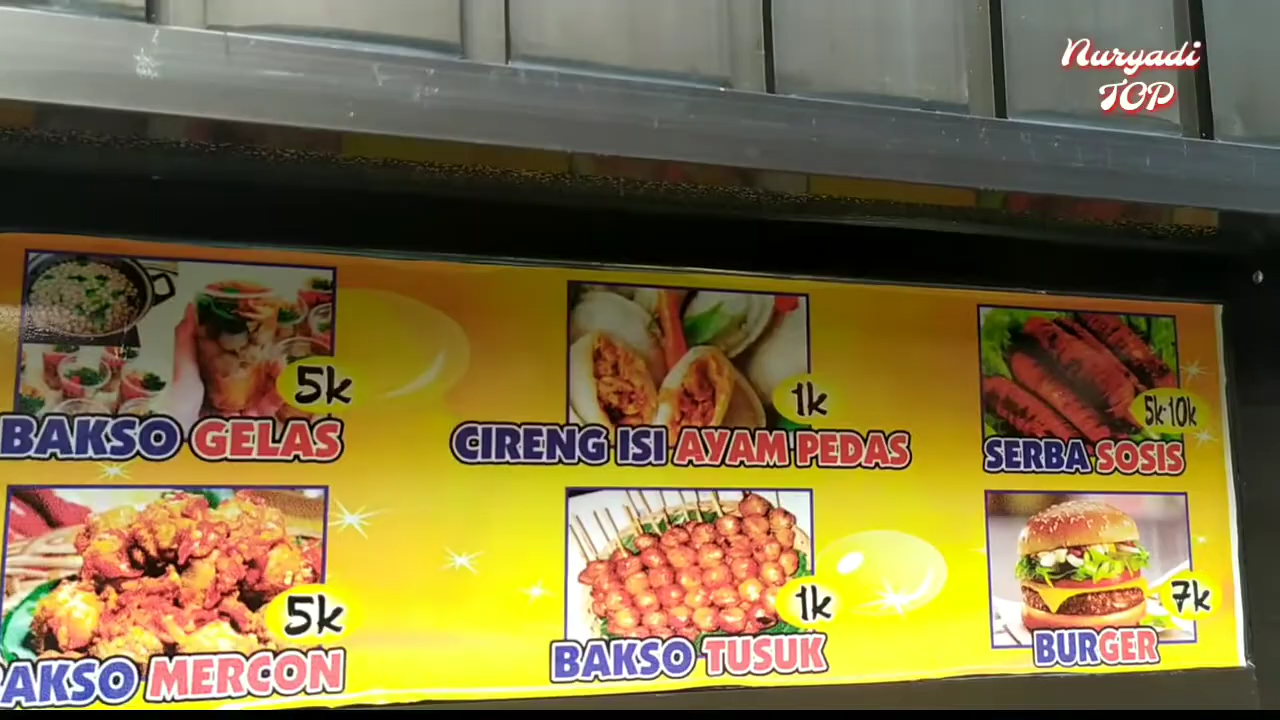 Nuryadi
TOP
5k
1k
5k 10k
BAKSO GELAS
CIRENG ISI AYAM PEDAS
SERBA SOSIS
5k
1k
7k
AKSO MERCON
BAKSO TUSUK
BURGER